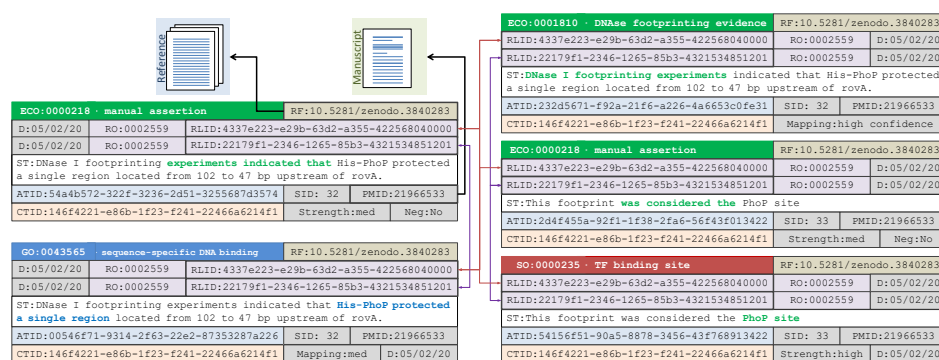 Reference
Manuscript
ECO:0000218 · manual assertion RF:10.5281/zenodo.3840283
D:05/02/20 RO:0002559 RLID:4337e223-e29b-63d2-a355-422568040000
D:05/02/20 RO:0002559 RLID:22179f1-2346-1265-85b3-4321534851201
ST:DNase I footprinting experiments indicated that His-PhoP protected
a single region located from 102 to 47 bp upstream of rovA.
ATID:54a4b572-322f-3236-2d51-3255687d3574 SID: 32 PMID:21966533
CTID:146f4221-e86b-1f23-f241-22466a6214f1 Strength:med Neg:No
GO:0043565 · sequence-specific DNA binding RF:10.5281/zenodo.3840283
D:05/02/20 RO:0002559 RLID:4337e223-e29b-63d2-a355-422568040000
D:05/02/20 RO:0002559 RLID:22179f1-2346-1265-85b3-4321534851201
ST:DNase I footprinting experiments indicated that His-PhoP protected
a single region located from 102 to 47 bp upstream of rovA.
ATID:00546f71-9314-2f63-22e2-87353287a226 SID: 32 PMID:21966533
CTID:146f4221-e86b-1f23-f241-22466a6214f1 Mapping:med D:05/02/20
ECO:0001810 · DNAse footprinting evidence RF:10.5281/zenodo.3840283
RLID:4337e223-e29b-63d2-a355-422568040000 RO:0002559 D:05/02/20
RLID:22179f1-2346-1265-85b3-4321534851201 RO:0002559 D:05/02/20
ST:DNase I footprinting experiments indicated that His-PhoP protected
a single region located from 102 to 47 bp upstream of rovA.
ATID:232d5671-f92a-21f6-a226-4a6653c0fe31 SID: 32 PMID:21966533
CTID:146f4221-e86b-1f23-f241-22466a6214f1 Mapping:high confidence
ECO:0000218 · manual assertion RF:10.5281/zenodo.3840283
RLID:4337e223-e29b-63d2-a355-422568040000 RO:0002559 D:05/02/20
RLID:22179f1-2346-1265-85b3-4321534851201 RO:0002559 D:05/02/20
ST:This footprint was considered the PhoP site
ATID:2d4f455a-92f1-1f38-2fa6-56f43f013422 SID: 33 PMID:21966533
CTID:146f4221-e86b-1f23-f241-22466a6214f1 Strength:med Neg:No
SO:0000235 · TF binding site RF:10.5281/zenodo.3840283
RLID:4337e223-e29b-63d2-a355-422568040000 RO:0002559 D:05/02/20
RLID:22179f1-2346-1265-85b3-4321534851201 RO:0002559 D:05/02/20
ST:This footprint was considered the PhoP site
ATID:54156f51-90a5-8878-3456-43f768913422 SID: 33 PMID:21966533
CTID:146f4221-e86b-1f23-f241-22466a6214f1 Strength:high D:05/02/20